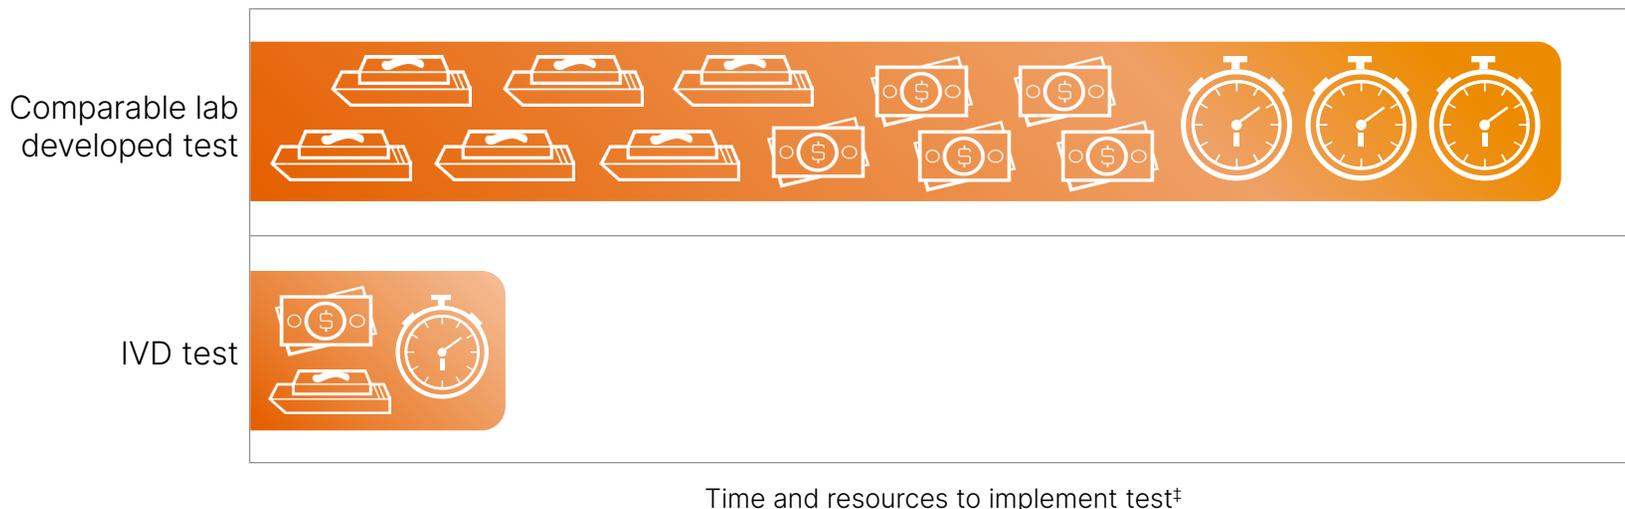 Comparable lab
developed test
$ $
$ $ $
$
IVD test
Time and resources to implement test‡